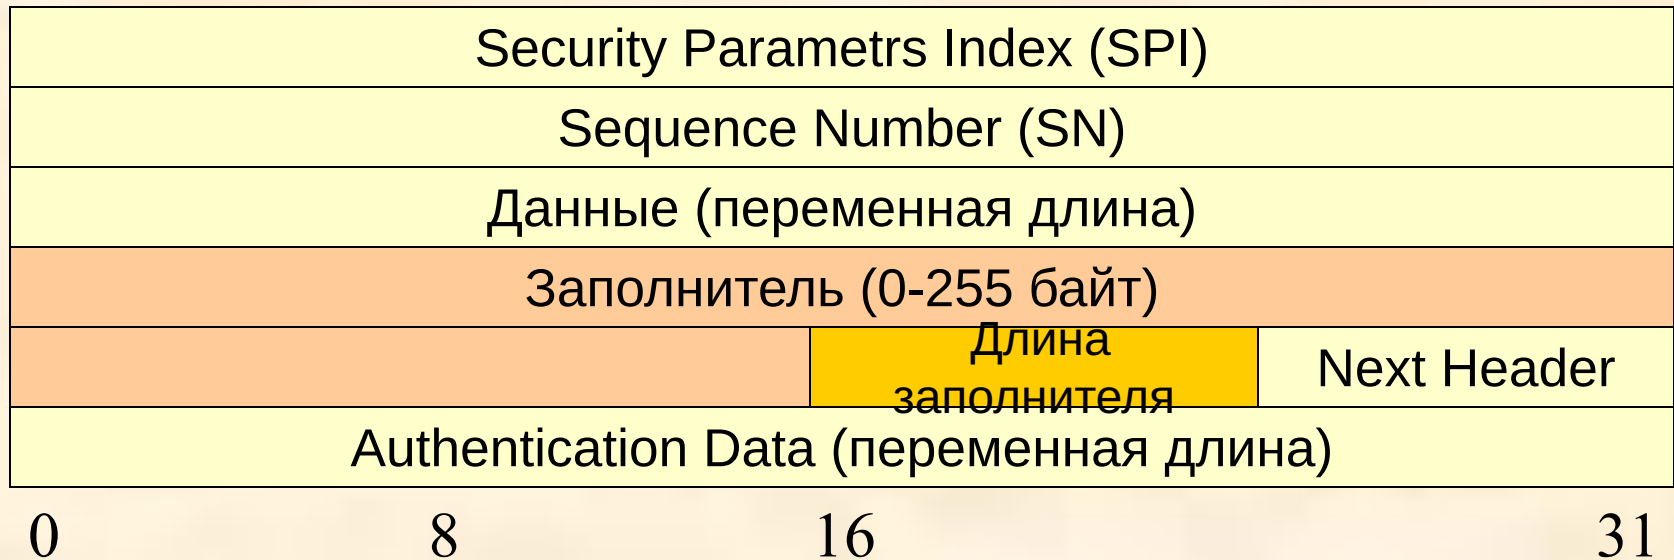 Security Parametrs Index (SPI)
Sequence Number (SN)
Данные (переменная длина)
Заполнитель (0-255 байт)
Длина
заполнителя
Next Header
Authentication Data (переменная длина)
0 8 16 31